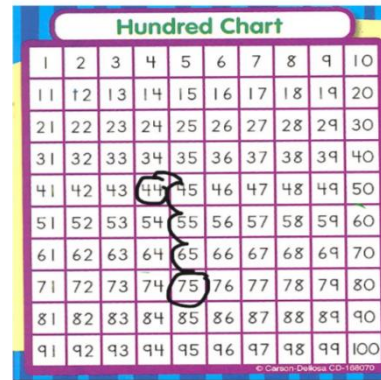 Hundred Chart
1 2 3 4 5 6 7 8 9 10
11 12 13 14 15 16 17 18 19 20
21 22 23 24 25 26 27 28 29 30
31 32 33 34 35 36 37 38 39 40
41 42 43 44 45 46 47 48 49 50
51 52 53 54 55 56 57 58 59 60
61 62 63 64 65 66 67 68 69 70
71 72 73 74 75 76 77 78 79 80
81 82 83 84 85 86 87 88 89 90
91 92 93 94 95 96 97 98 99 100
© Carson-Dellosa CD-168070